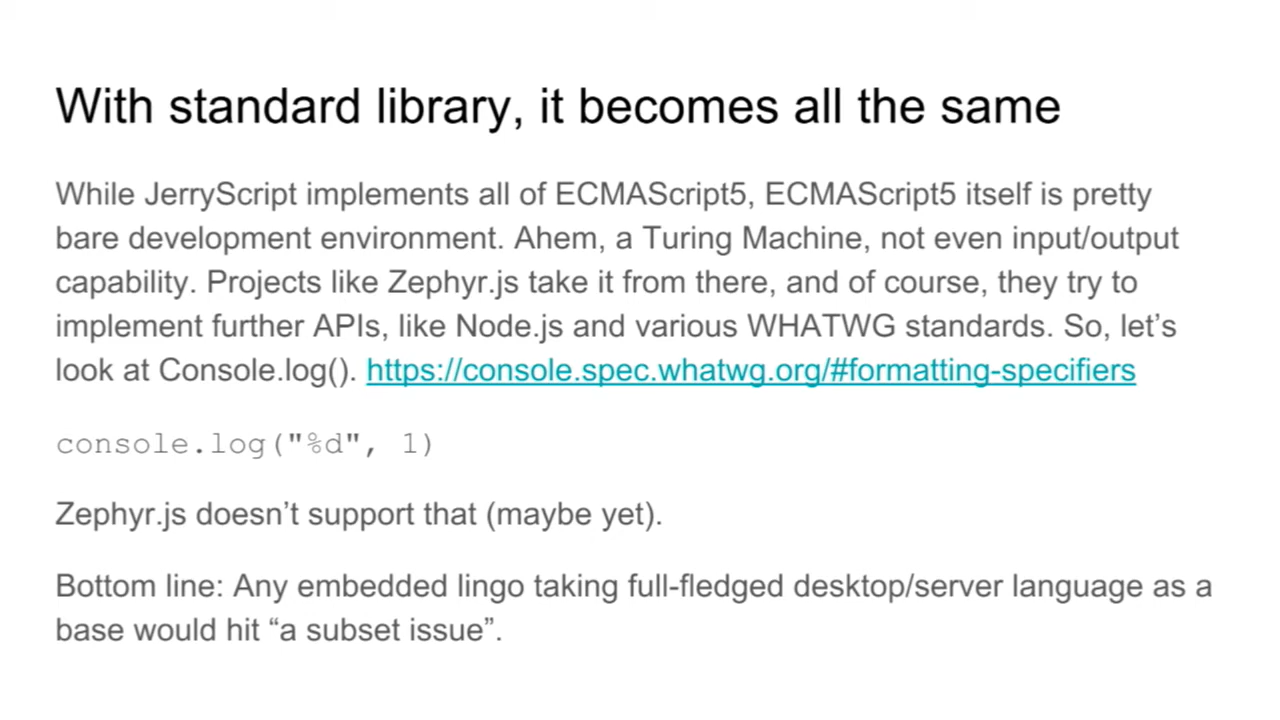 With standard library, it becomes all the same
While JerryScript implements all of ECMAScript5, ECMAScript5 itself is pretty
bare development environment. Ahem, a Turing Machine, not even input/output
capability. Projects like Zephyr.js take it from there, and of course, they try to
implement further APIs, like Node.js and various WHATWG standards. So, let’s
look at Console.log(). https://console.spec.whatwg.org/#formatting-specifiers
console.log("%d", 1)
Zephyr.js doesn’t support that (maybe yet).
Bottom line: Any embedded lingo taking full-fledged desktop/server language as a
base would hit “a subset issue”.